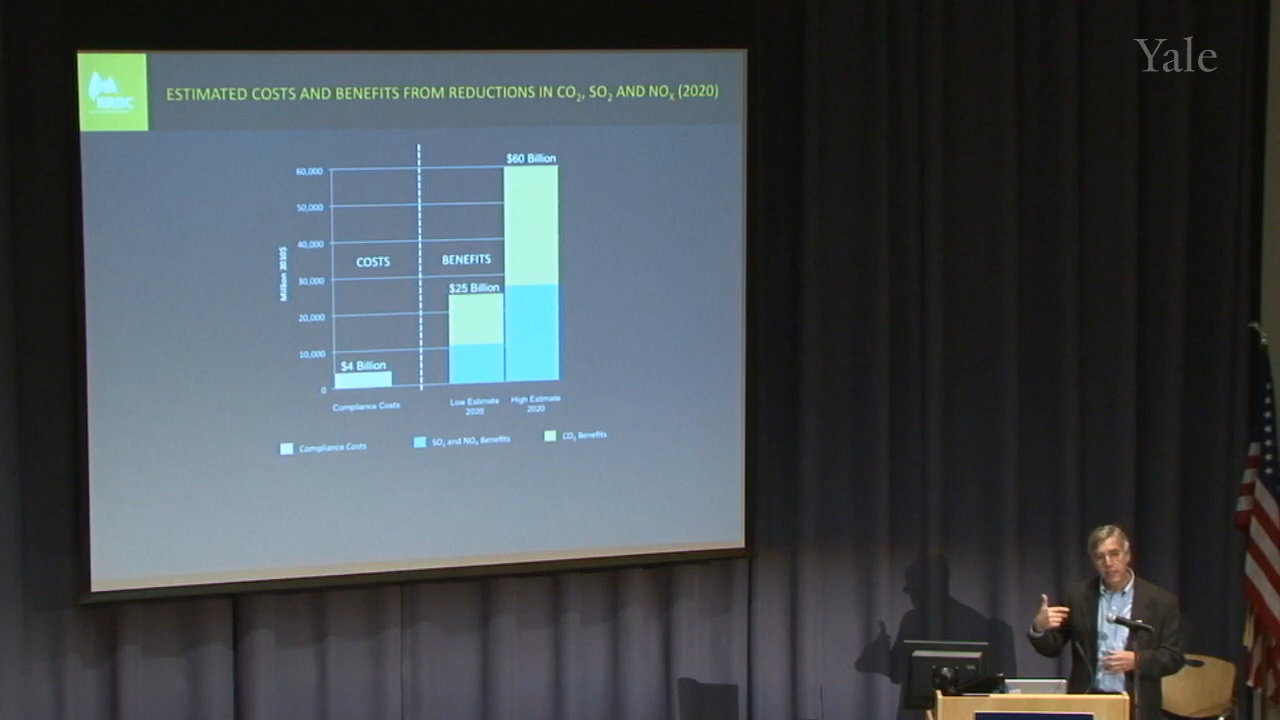 Yale
NRDC
ESTIMATED COSTS AND BENEFITS FROM REDUCTIONS IN CO₂, SO₂ AND NOₓ (2020)
$60 Billion
60,000
50,000
40,000
30,000
20,000
10,000
0
Million 2010$
COSTS
BENEFITS
$25 Billion
$4 Billion
Compliance Costs
Low Estimate
2020
High Estimate
2020
Compliance Costs
SO₂ and NOₓ Benefits
CO₂ Benefits